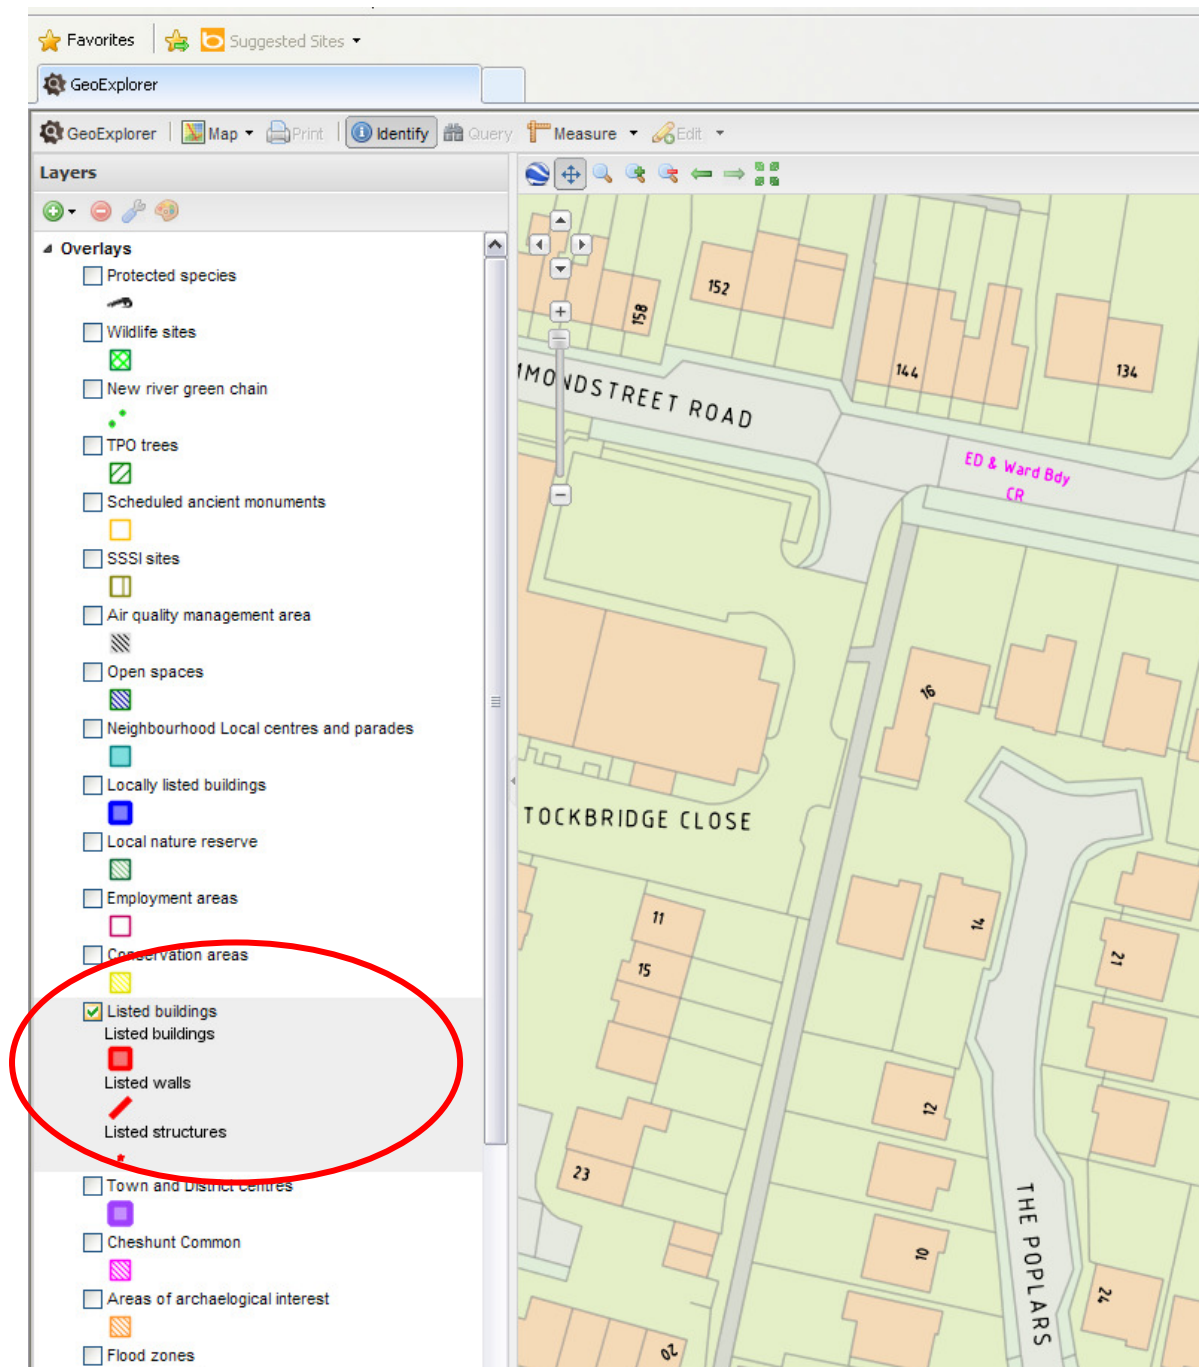 Favorites
Suggested Sites
GeoExplorer
GeoExplorer Map Print Identify Query Measure Edit
Layers
Overlays
Protected species
Wildlife sites
New river green chain
TPO trees
Scheduled ancient monuments
SSSI sites
Air quality management area
Open spaces
Neighbourhood Local centres and parades
Locally listed buildings
Local nature reserve
Employment areas
Conservation areas
Listed buildings
Listed buildings
Listed walls
Listed structures
Town and District centres
Cheshunt Common
Areas of archaelogical interest
Flood zones
152
158
144
134
MMONDSTREET ROAD
ED & Ward Bdy
CR
16
TOCKBRIDGE CLOSE
11
15
14
21
12
23
10
THE POPLARS
24
20